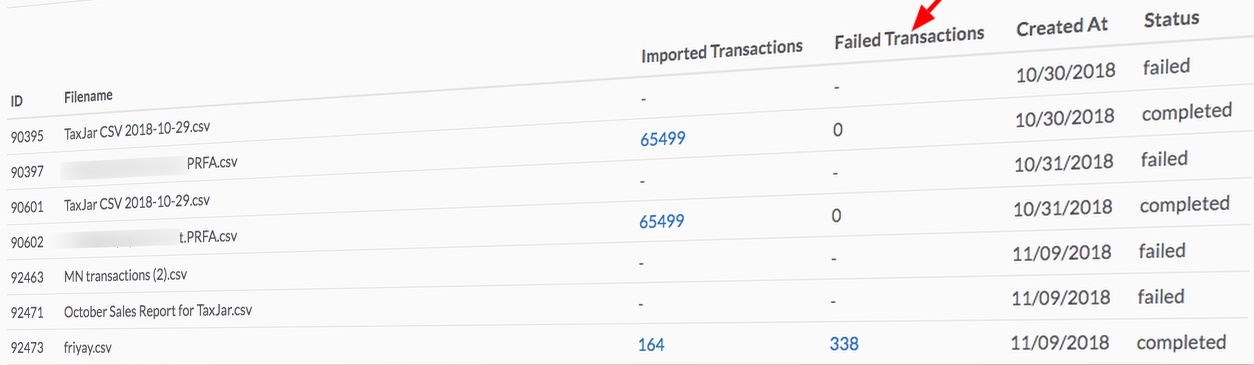 ID Filename Imported Transactions Failed Transactions Created At Status
90395 TaxJar CSV 2018-10-29.csv - - 10/30/2018 failed
90397 PRFA.csv 65499 0 10/30/2018 completed
90601 TaxJar CSV 2018-10-29.csv - - 10/31/2018 failed
90602 t.PRFA.csv 65499 0 10/31/2018 completed
92463 MN transactions (2).csv - - 11/09/2018 failed
92471 October Sales Report for TaxJar.csv - - 11/09/2018 failed
92473 friyay.csv 164 338 11/09/2018 completed